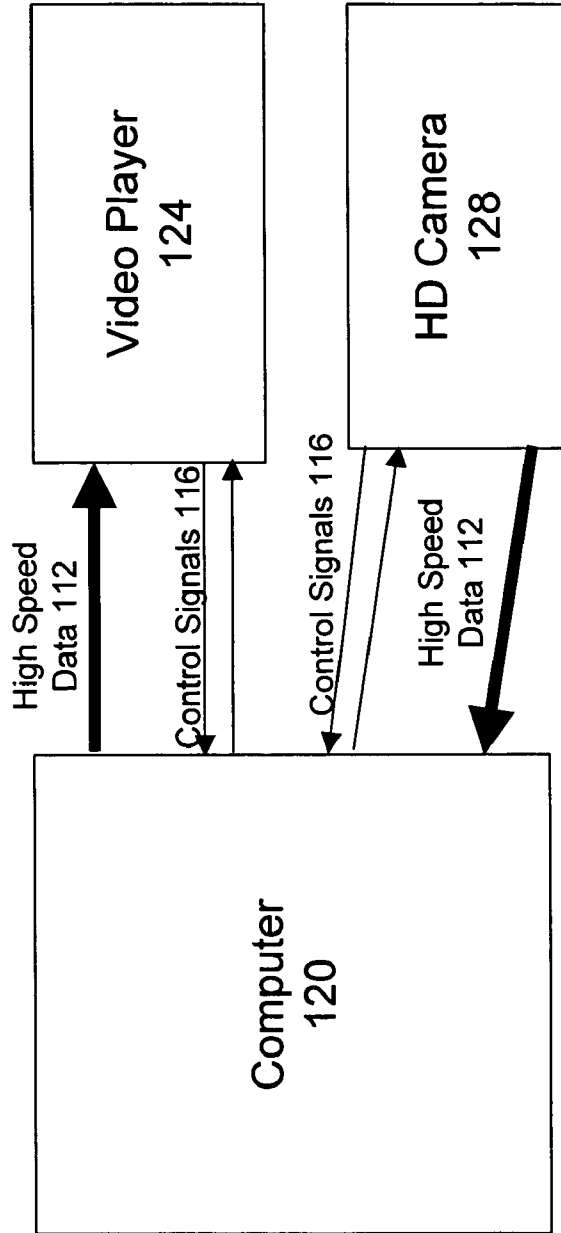 Computer
120
High Speed
Data 112
Control Signals 116
Control Signals 116
High Speed
Data 112
Video Player
124
HD Camera
128